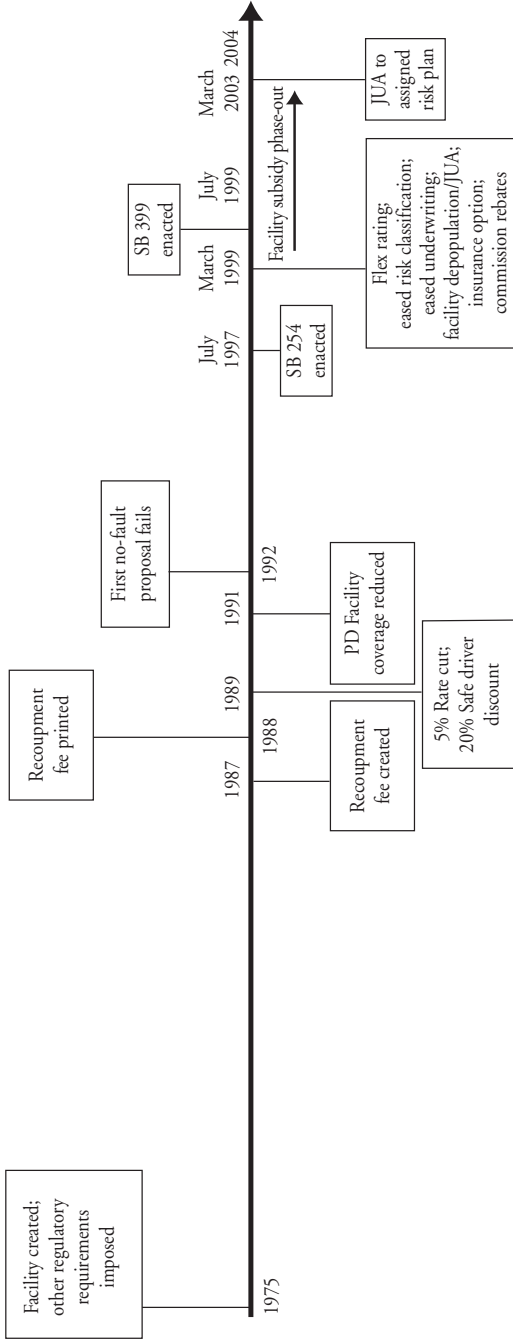 Facility created;
other regulatory
requirements
imposed
1975
Recoupment
fee printed
1987
1988
1989
Recoupment
fee created
5% Rate cut;
20% Safe driver
discount
First no-fault
proposal fails
1991
1992
PD Facility
coverage reduced
July
1997
SB 254
enacted
SB 399
enacted
March
1999
July
1999
Facility subsidy phase-out
Flex rating;
eased risk classification;
eased underwriting;
facility depopulation/JUA;
insurance option;
commission rebates
March
2003
2004
JUA to
assigned
risk plan